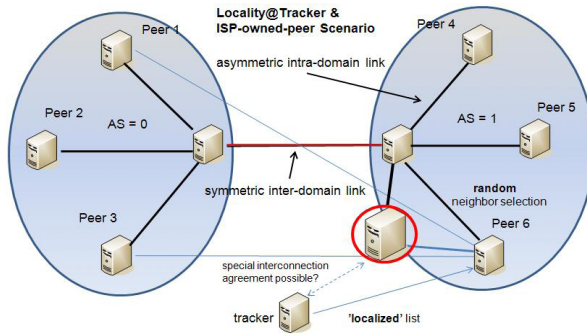 Locality@Tracker &
ISP-owned-peer Scenario
Peer 1
Peer 4
asymmetric intra-domain link
Peer 2
AS = 0
Peer 5
AS = 1
symmetric inter-domain link
random
neighbor selection
Peer 3
Peer 6
special interconnection
agreement possible?
tracker
'localized' list